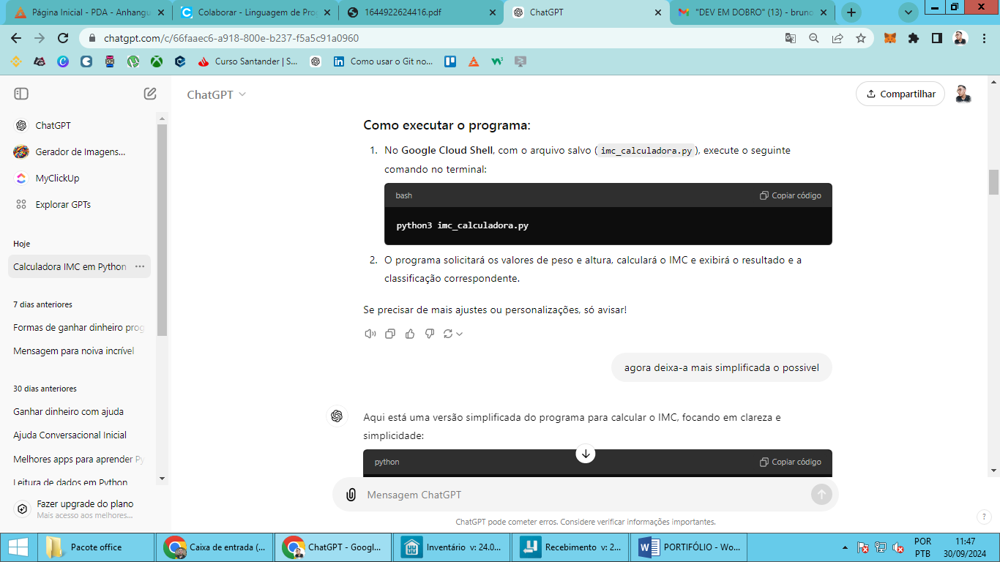 Página Inicial - PDA - Anhangu
Colaborar - Linguagem de Pro
1644922624416.pdf
ChatGPT
"DEV EM DOBRO" (13) - bruno
chatgpt.com/c/66faaec6-a918-800e-b237-f5a5c91a0960
Curso Santander | S...
Como usar o Git no...
ChatGPT
Compartilhar
ChatGPT
Gerador de Imagens...
MyClickUp
Explorar GPTs
Hoje
Calculadora IMC em Python
7 dias anteriores
Formas de ganhar dinheiro prog
Mensagem para noiva incrível
30 dias anteriores
Ganhar dinheiro com ajuda
Ajuda Conversacional Inicial
Melhores apps para aprender Py
Leitura de dados em Python
Fazer upgrade do plano
Mais acesso aos melhores...
Como executar o programa:
1. No Google Cloud Shell, com o arquivo salvo ( imc_calculadora.py ), execute o seguinte
comando no terminal:
bash
Copiar código
python3 imc_calculadora.py
2. O programa solicitará os valores de peso e altura, calculará o IMC e exibirá o resultado e a
classificação correspondente.
Se precisar de mais ajustes ou personalizações, só avisar!
agora deixa-a mais simplificada o possivel
Aqui está uma versão simplificada do programa para calcular o IMC, focando em clareza e
simplicidade:
python
Copiar código
Mensagem ChatGPT
ChatGPT pode cometer erros. Considere verificar informações importantes.
?
Pacote office
Caixa de entrada (...
ChatGPT - Googl...
Inventário v: 24.0...
Recebimento v: 2...
PORTIFÓLIO - Wo...
POR
PTB
11:47
30/09/2024